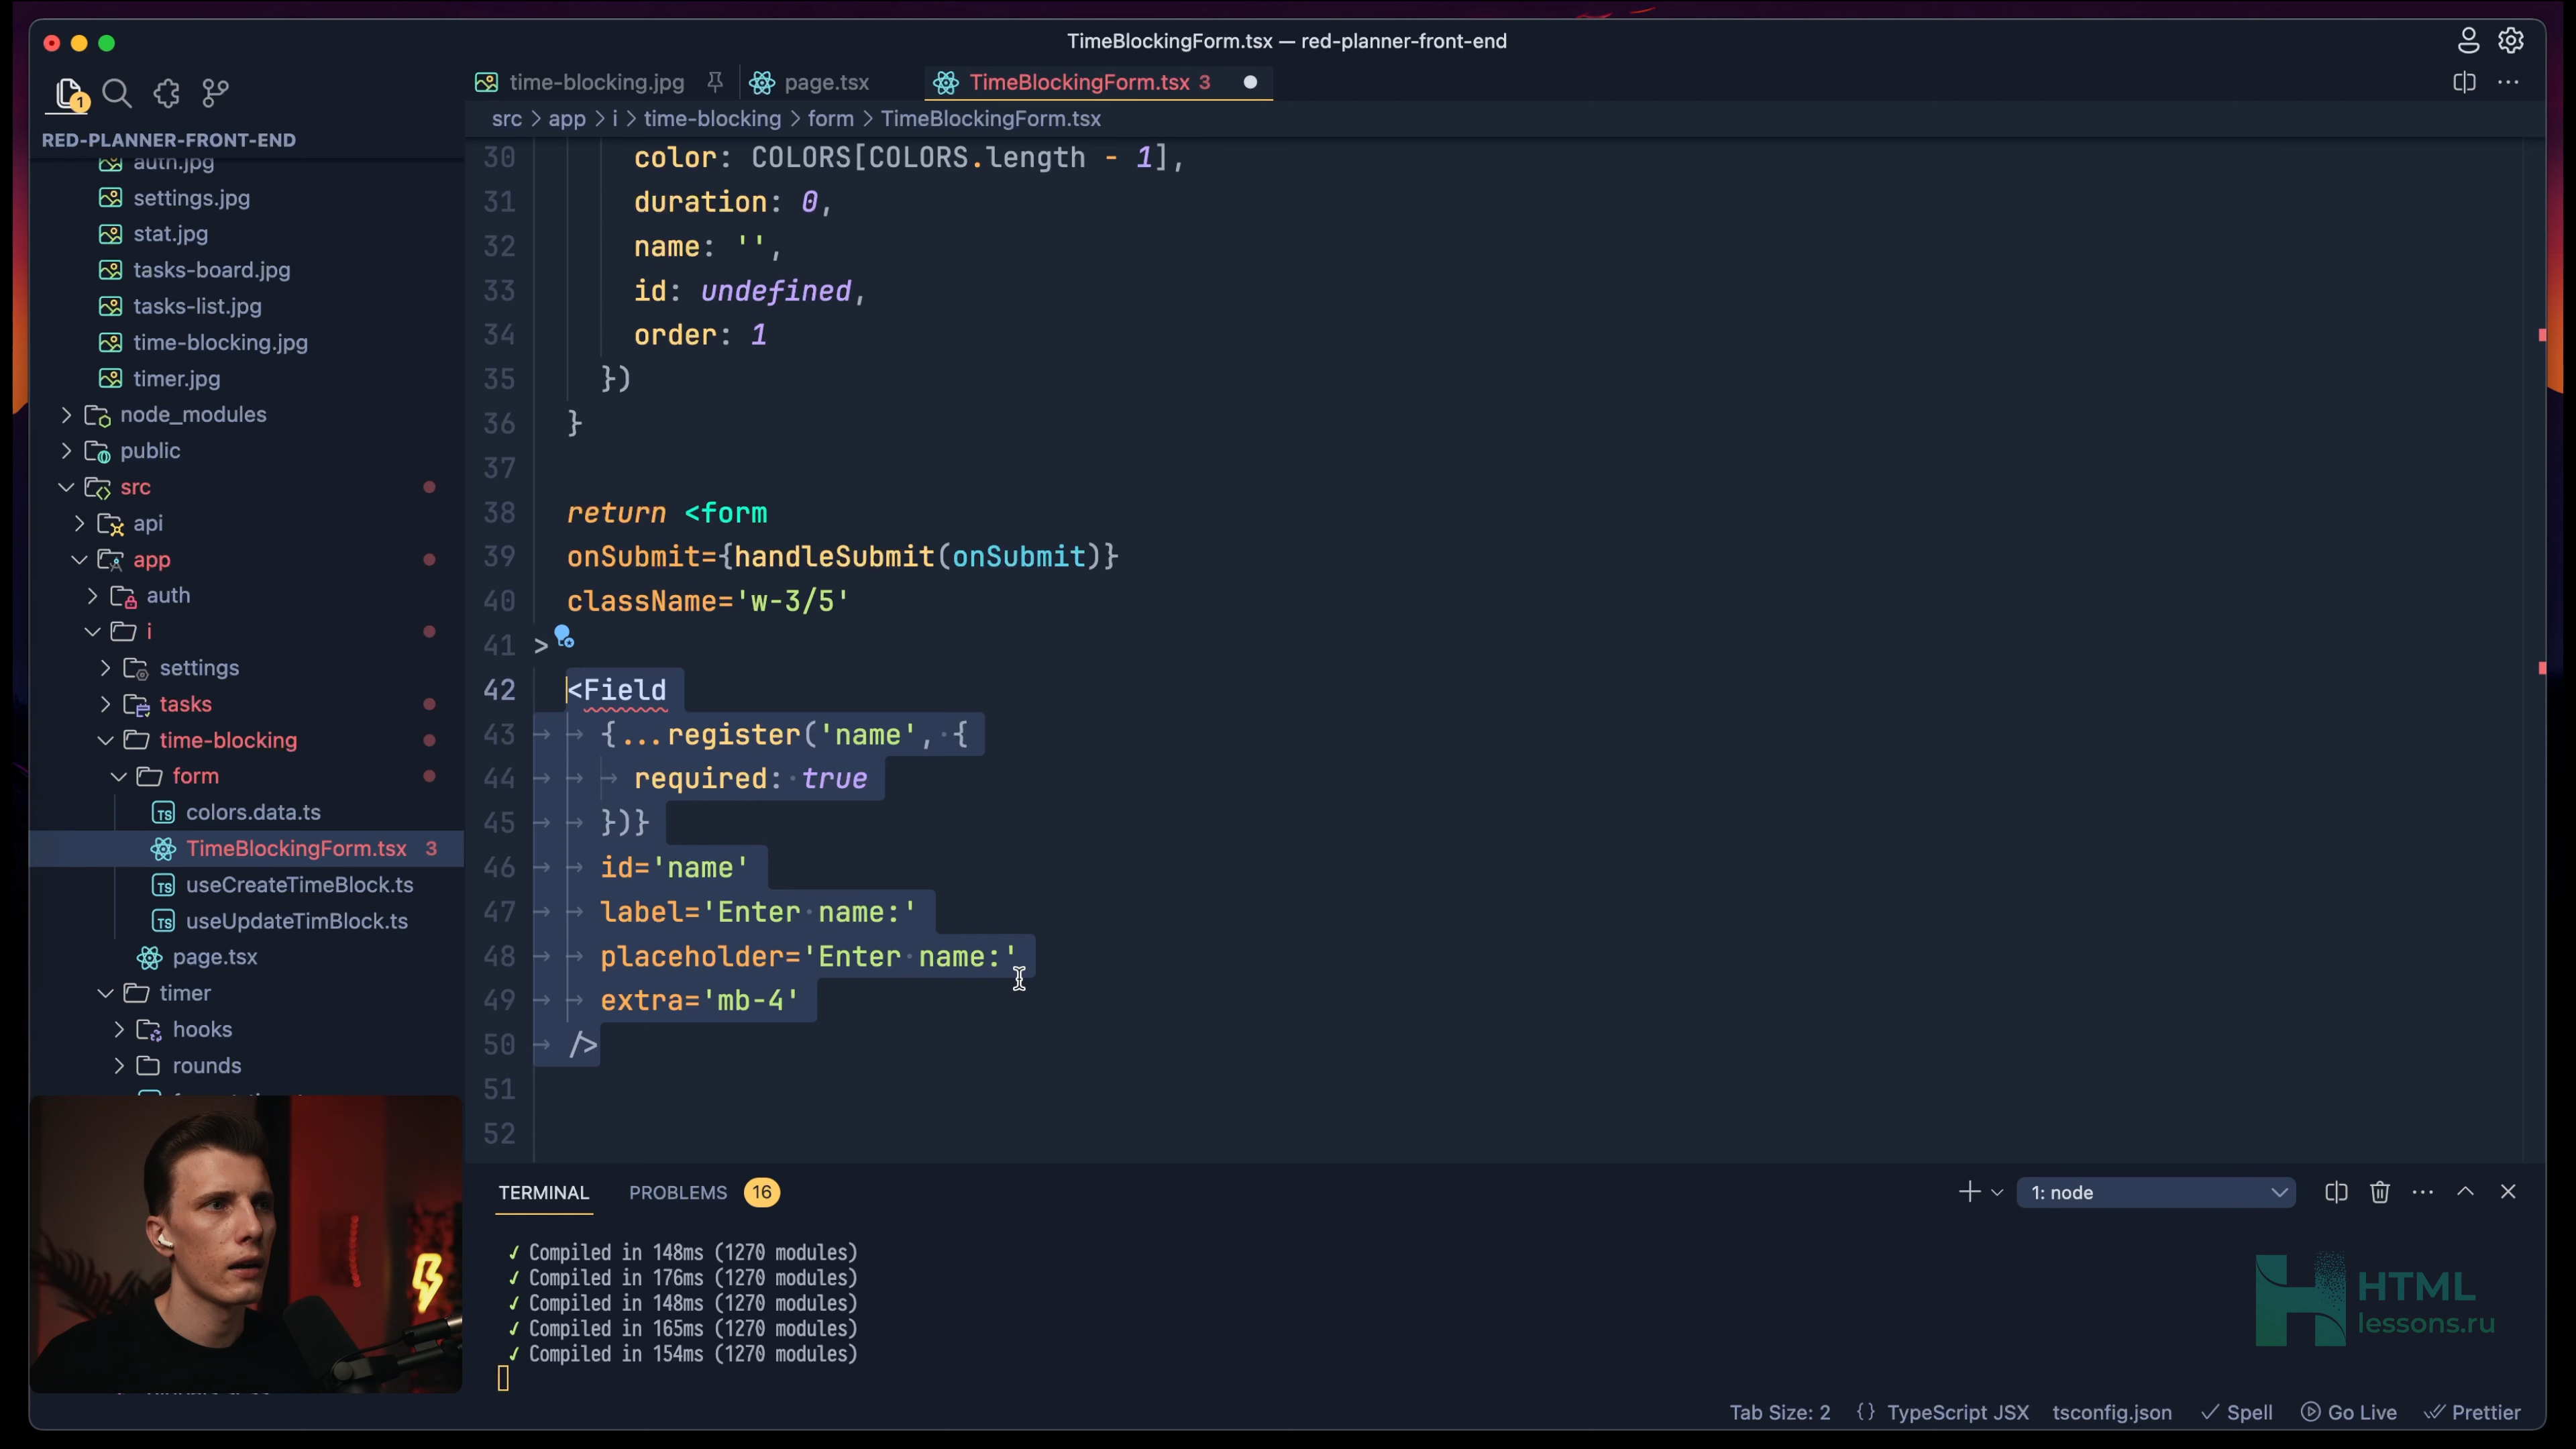 TimeBlockingForm.tsx — red-planner-front-end
1
time-blocking.jpg
page.tsx
TimeBlockingForm.tsx 3
src > app > i > time-blocking > form > TimeBlockingForm.tsx
RED-PLANNER-FRONT-END
auth.jpg
settings.jpg
stat.jpg
tasks-board.jpg
tasks-list.jpg
time-blocking.jpg
timer.jpg
node_modules
public
src
api
app
auth
i
settings
tasks
time-blocking
form
colors.data.ts
TimeBlockingForm.tsx 3
useCreateTimeBlock.ts
useUpdateTimBlock.ts
page.tsx
timer
hooks
rounds
30 color: COLORS[COLORS.length - 1],
31 duration: 0,
32 name: '',
33 id: undefined,
34 order: 1
35 })
36 }
37
38 return <form
39 onSubmit={handleSubmit(onSubmit)}
40 className='w-3/5'
41 >
42 <Field
43 {...register('name', {
44 required: true
45 })}
46 id='name'
47 label='Enter name:'
48 placeholder='Enter name:'
49 extra='mb-4'
50 />
51
52
TERMINAL
PROBLEMS 16
1: node
✓ Compiled in 148ms (1270 modules)
✓ Compiled in 176ms (1270 modules)
✓ Compiled in 148ms (1270 modules)
✓ Compiled in 165ms (1270 modules)
✓ Compiled in 154ms (1270 modules)
HTML
lessons.ru
Tab Size: 2 {} TypeScript JSX tsconfig.json Spell Go Live Prettier